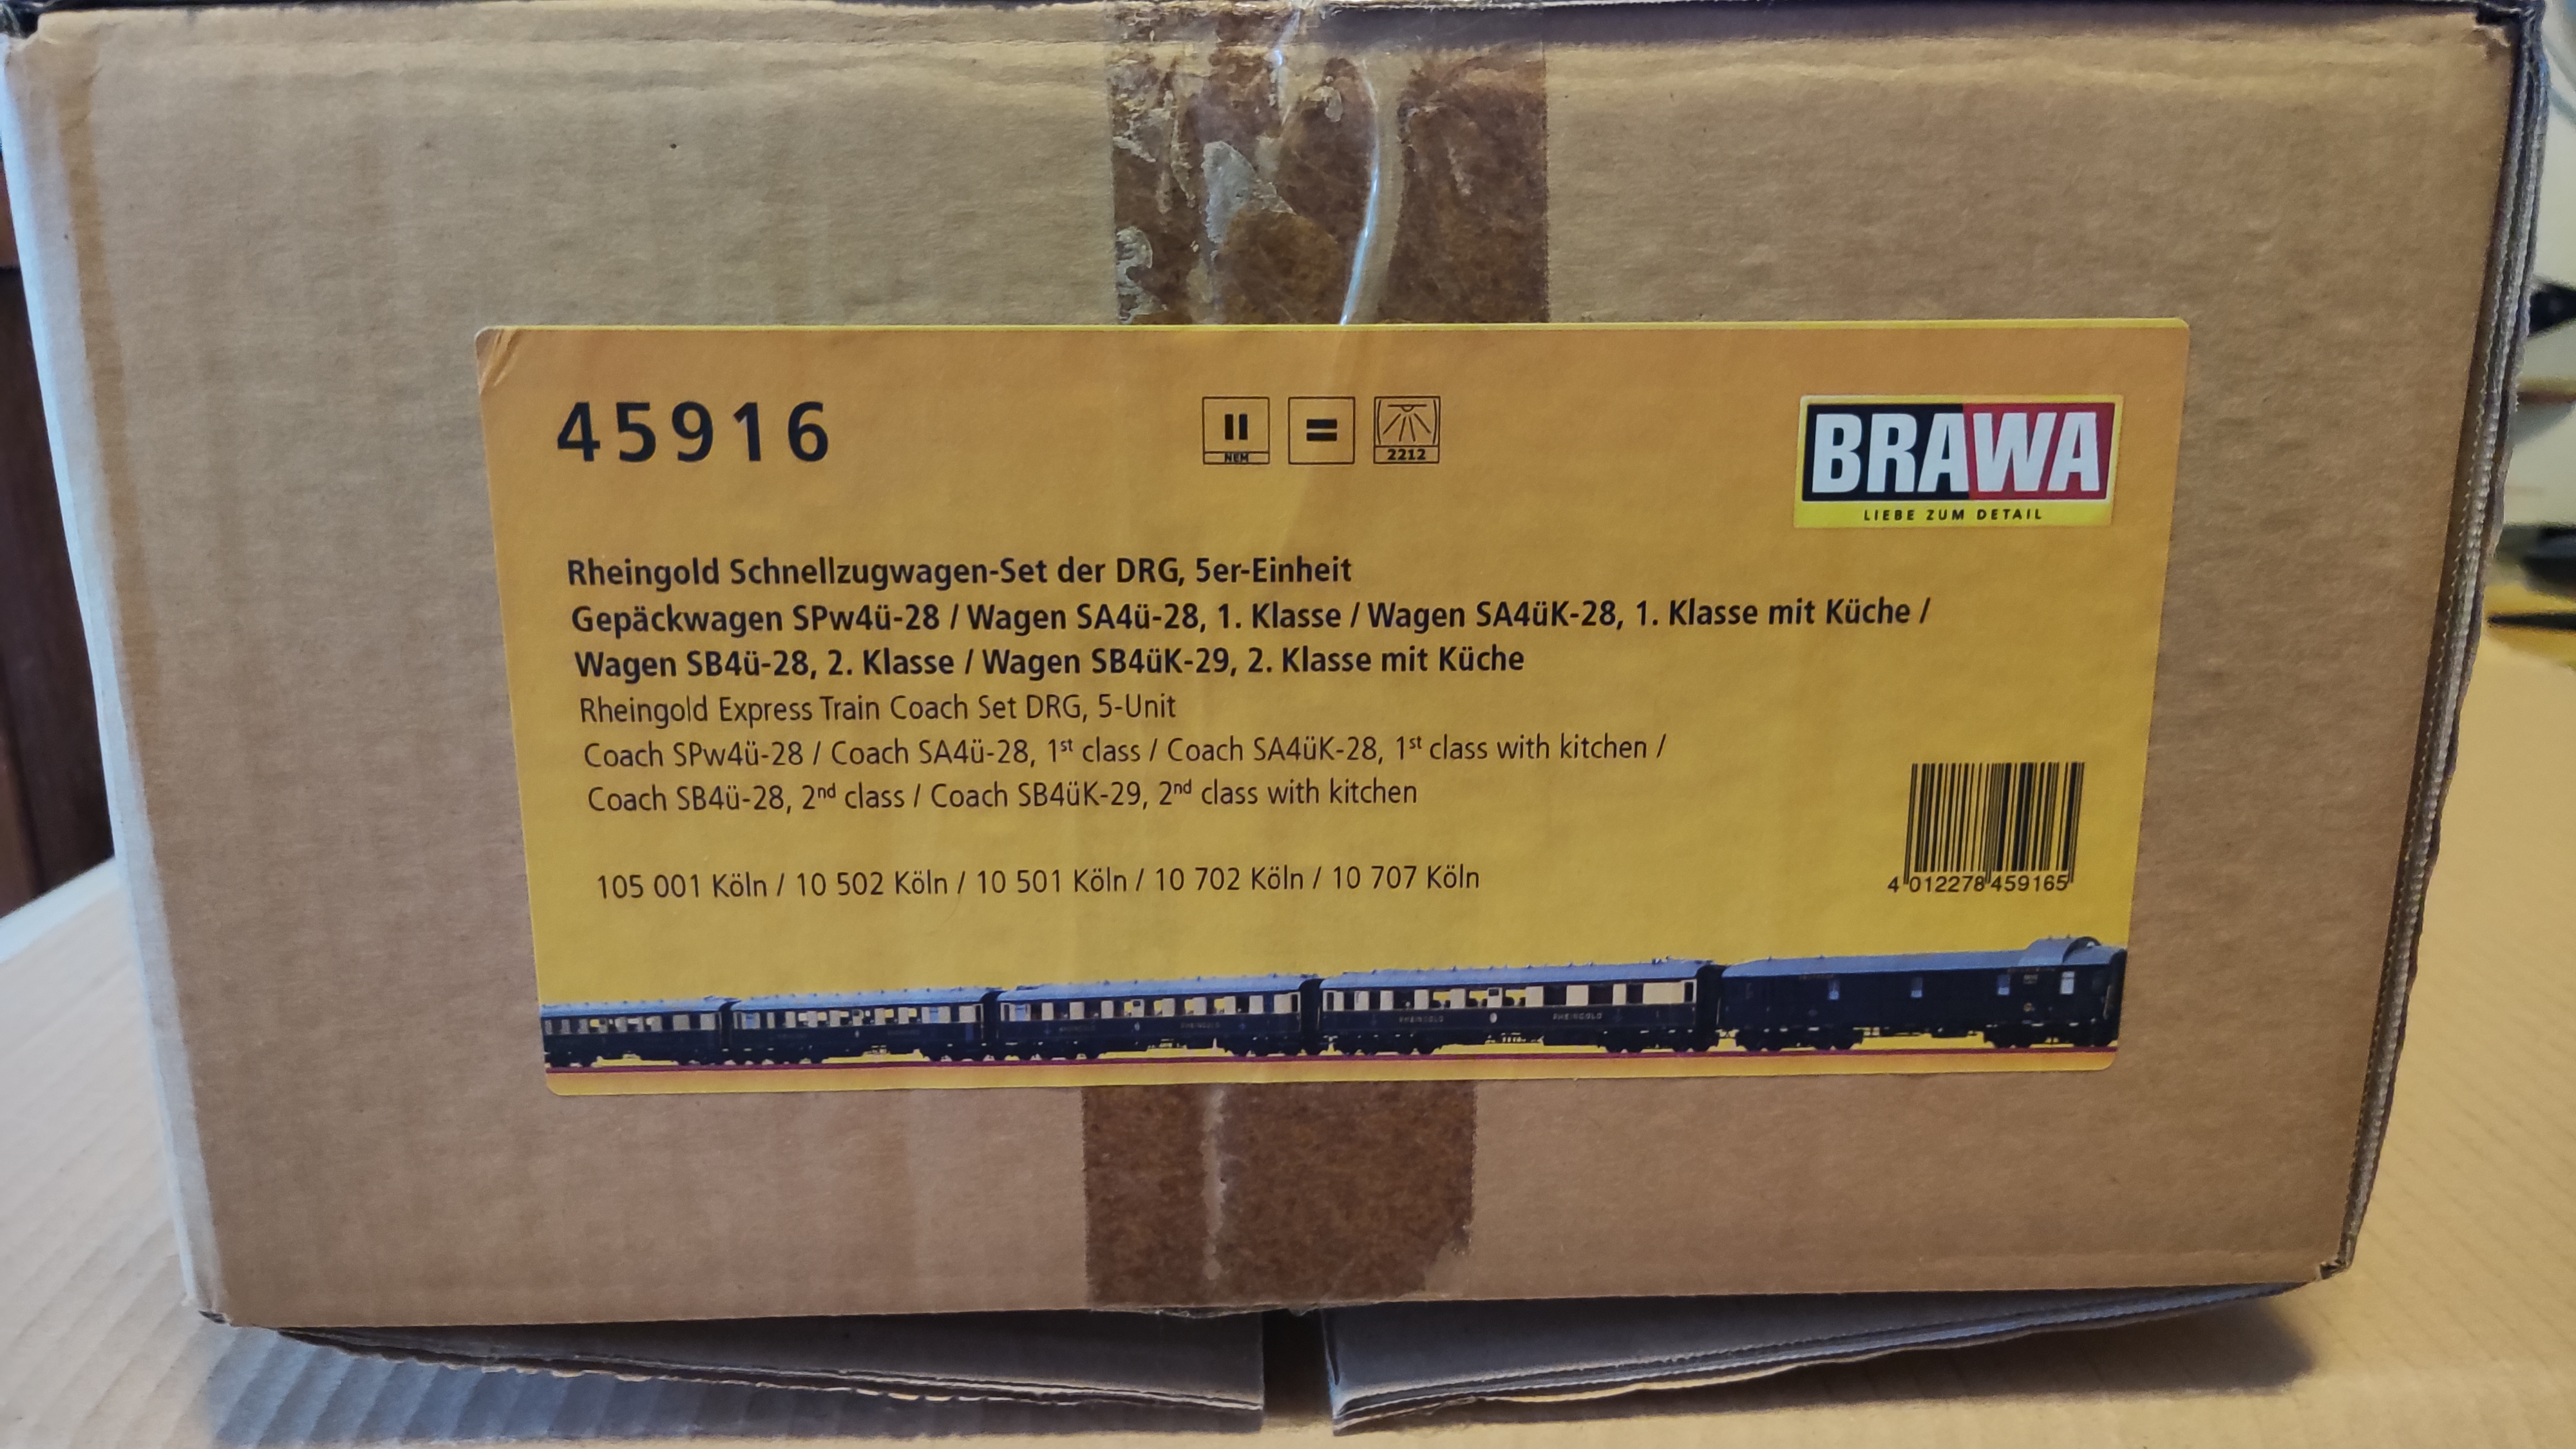 45916
NEM
2212
BRAWA
LIEBE ZUM DETAIL
Rheingold Schnellzugwagen-Set der DRG, 5er-Einheit
Gepäckwagen SPw4ü-28 / Wagen SA4ü-28, 1. Klasse / Wagen SA4üK-28, 1. Klasse mit Küche /
Wagen SB4ü-28, 2. Klasse / Wagen SB4üK-29, 2. Klasse mit Küche
Rheingold Express Train Coach Set DRG, 5-Unit
Coach SPw4ü-28 / Coach SA4ü-28, 1st class / Coach SA4üK-28, 1st class with kitchen /
Coach SB4ü-28, 2nd class / Coach SB4üK-29, 2nd class with kitchen
105 001 Köln / 10 502 Köln / 10 501 Köln / 10 702 Köln / 10 707 Köln
4 012278 459165
RHEINGOLD RHEINGOLD